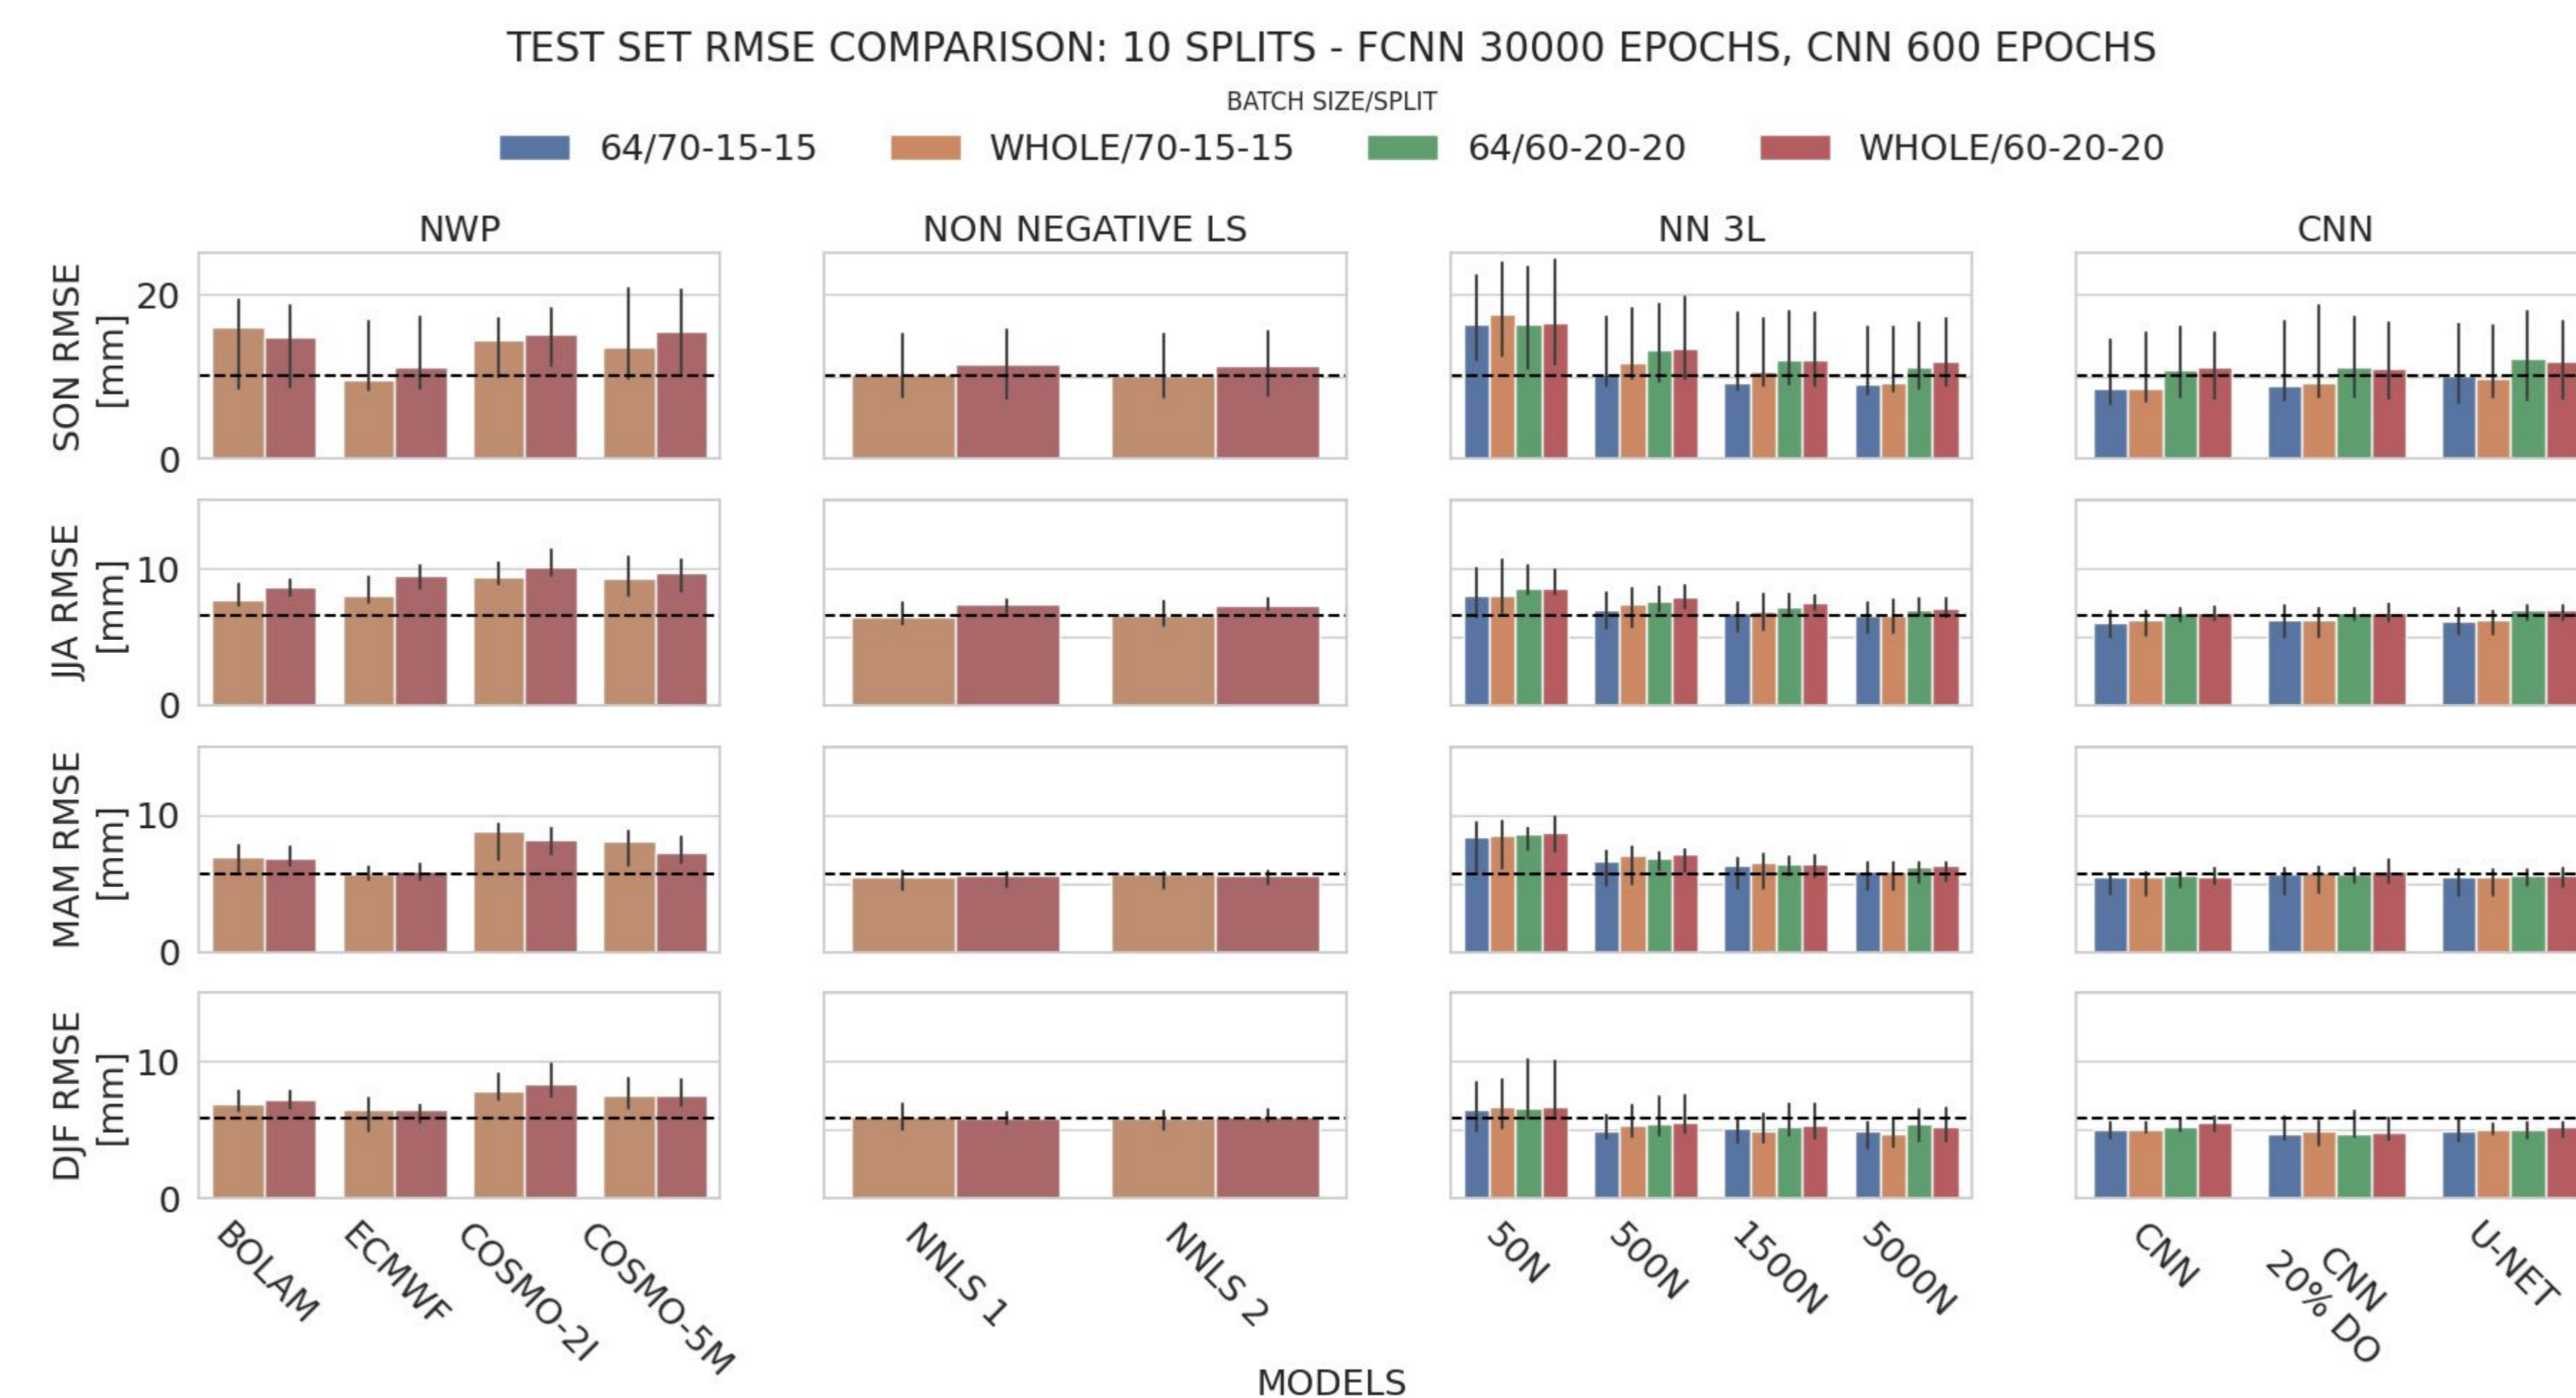 TEST SET RMSE COMPARISON: 10 SPLITS - FCNN 30000 EPOCHS, CNN 600 EPOCHS
BATCH SIZE/SPLIT
64/70-15-15 WHOLE/70-15-15 64/60-20-20 WHOLE/60-20-20
NWP NON NEGATIVE LS NN 3L CNN
SON RMSE
[mm]
20
0
JJA RMSE
[mm]
10
0
MAM RMSE
[mm]
10
0
DJF RMSE
[mm]
10
0
BOLAM
ECMWF
COSMO-2I
COSMO-5M
NNLS 1
NNLS 2
50N
500N
1500N
5000N
CNN
CNN
20% DO
U-NET
MODELS